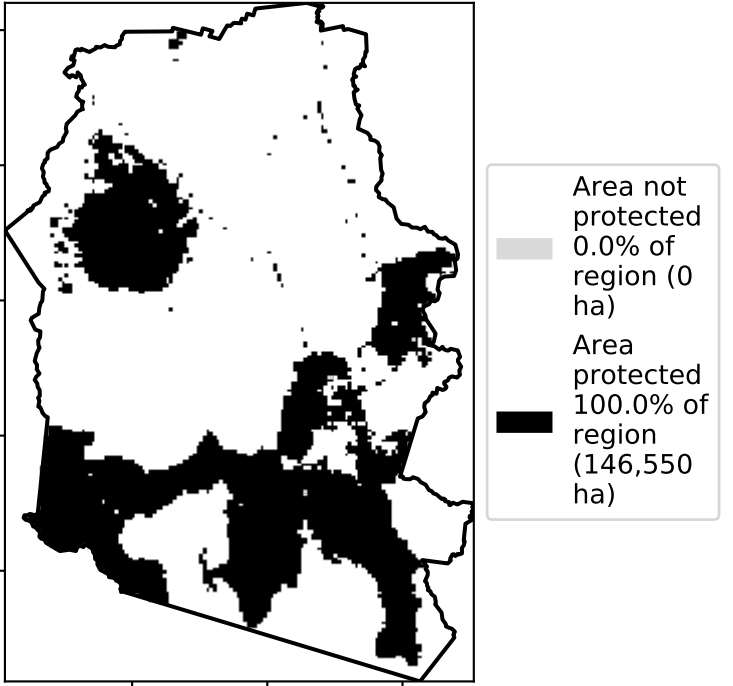 Area not
protected
0.0% of
region (0
ha)
Area
protected
100.0% of
region
(146,550
ha)